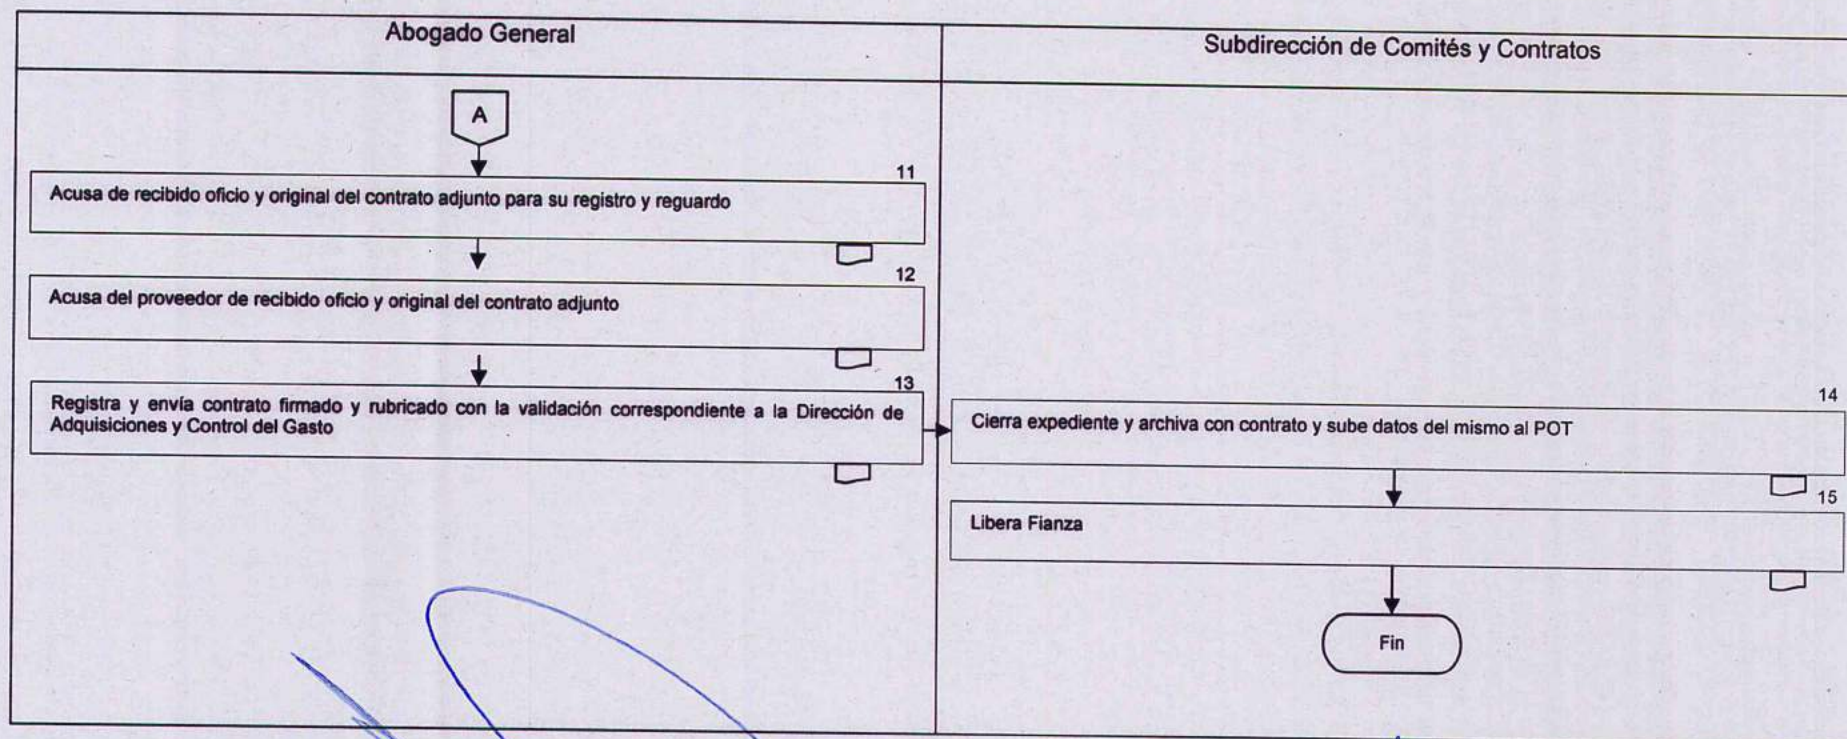 Abogado General
Subdirección de Comités y Contratos
A
11
Acusa de recibido oficio y original del contrato adjunto para su registro y reguardo
12
Acusa del proveedor de recibido oficio y original del contrato adjunto
13
Registra y envía contrato firmado y rubricado con la validación correspondiente a la Dirección de
Adquisiciones y Control del Gasto
14
Cierra expediente y archiva con contrato y sube datos del mismo al POT
15
Libera Fianza
Fin